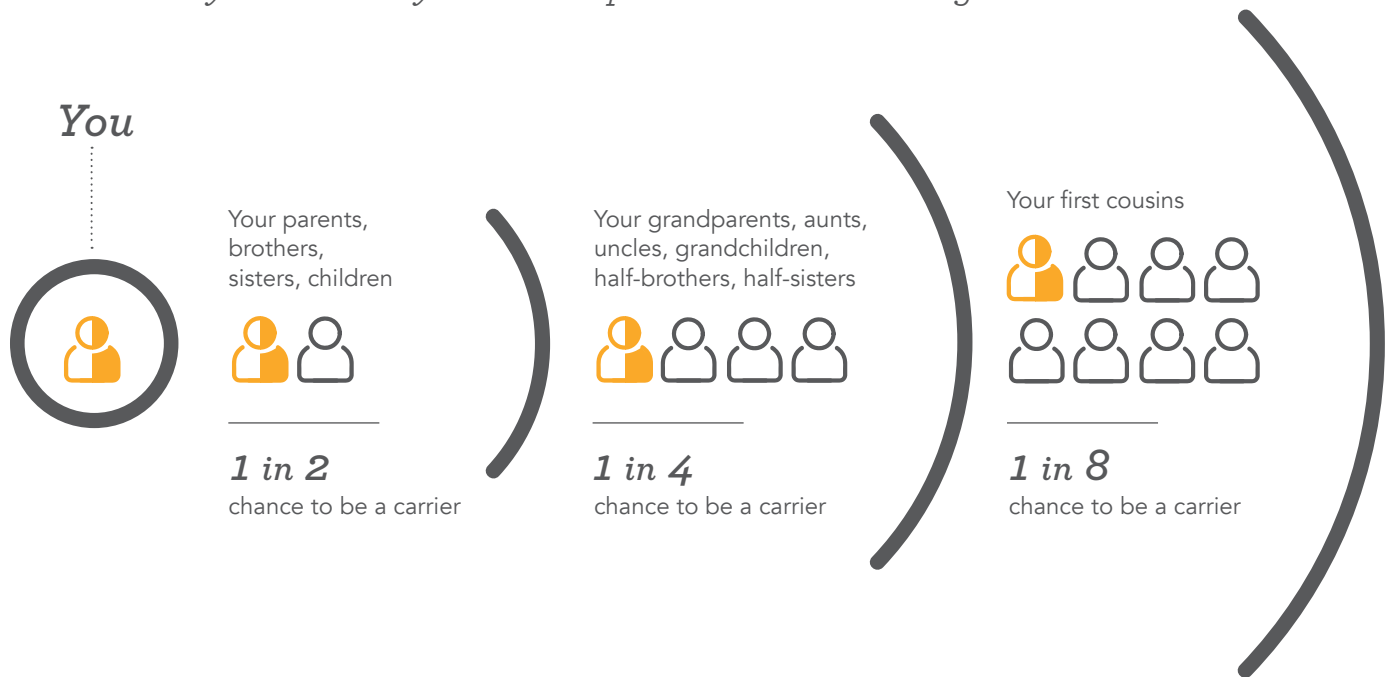 You
Your parents,
brothers,
sisters, children
1 in 2
chance to be a carrier
Your grandparents, aunts,
uncles, grandchildren,
half-brothers, half-sisters
1 in 4
chance to be a carrier
Your first cousins
1 in 8
chance to be a carrier